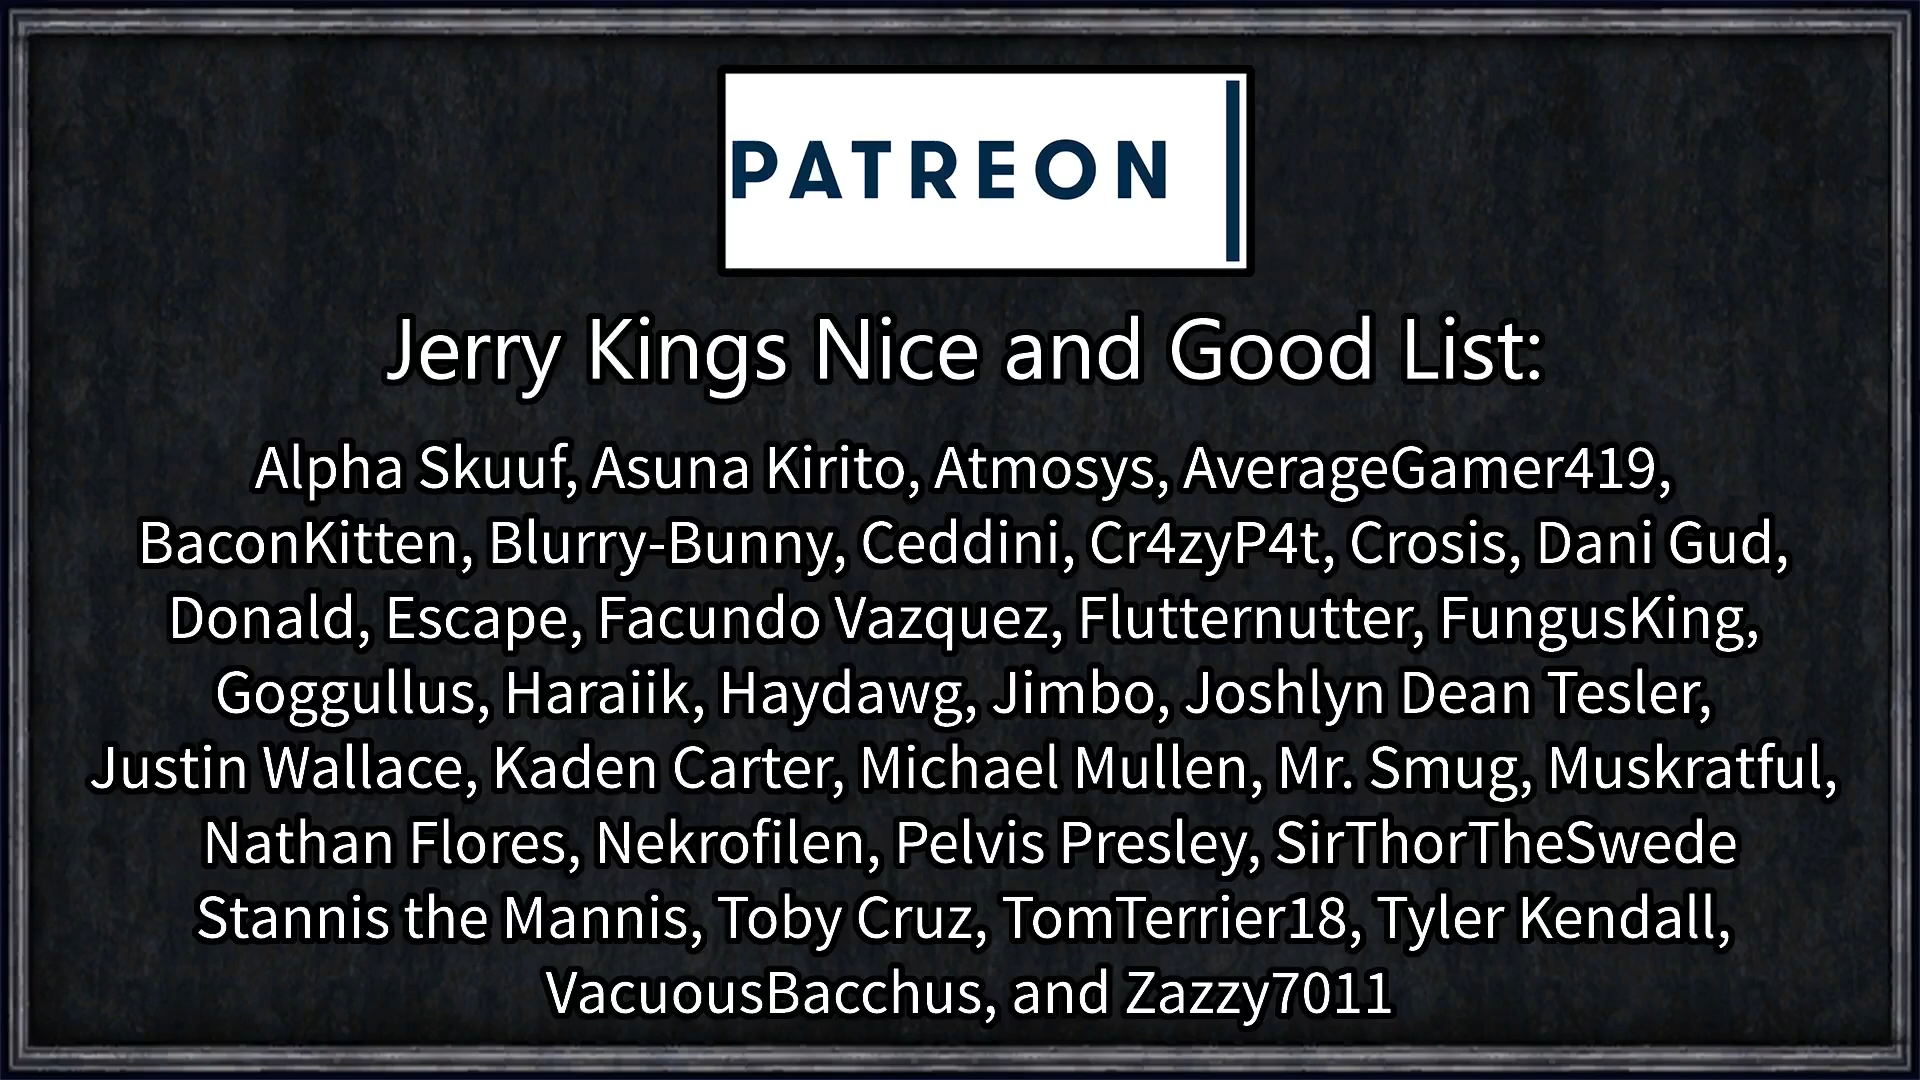 PATREON
Jerry Kings Nice and Good List:
Alpha Skuuf, Asuna Kirito, Atmosys, AverageGamer419,
BaconKitten, Blurry-Bunny, Ceddini, Cr4zyP4t, Crosis, Dani Gud,
Donald, Escape, Facundo Vazquez, Flutternutter, FungusKing,
Goggullus, Haraiik, Haydawg, Jimbo, Joshlyn Dean Tesler,
Justin Wallace, Kaden Carter, Michael Mullen, Mr. Smug, Muskratful,
Nathan Flores, Nekrofilen, Pelvis Presley, SirThorTheSwede
Stannis the Mannis, Toby Cruz, TomTerrier18, Tyler Kendall,
VacuousBacchus, and Zazzy7011